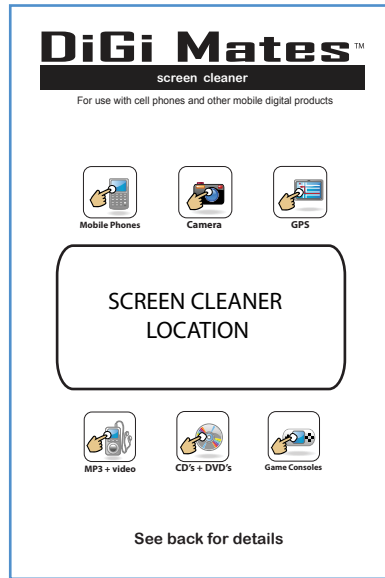 DiGi Mates™
screen cleaner
For use with cell phones and other mobile digital products
Mobile Phones
Camera
GPS
SCREEN CLEANER
LOCATION
MP3 + video
CD's + DVD's
Game Consoles
See back for details